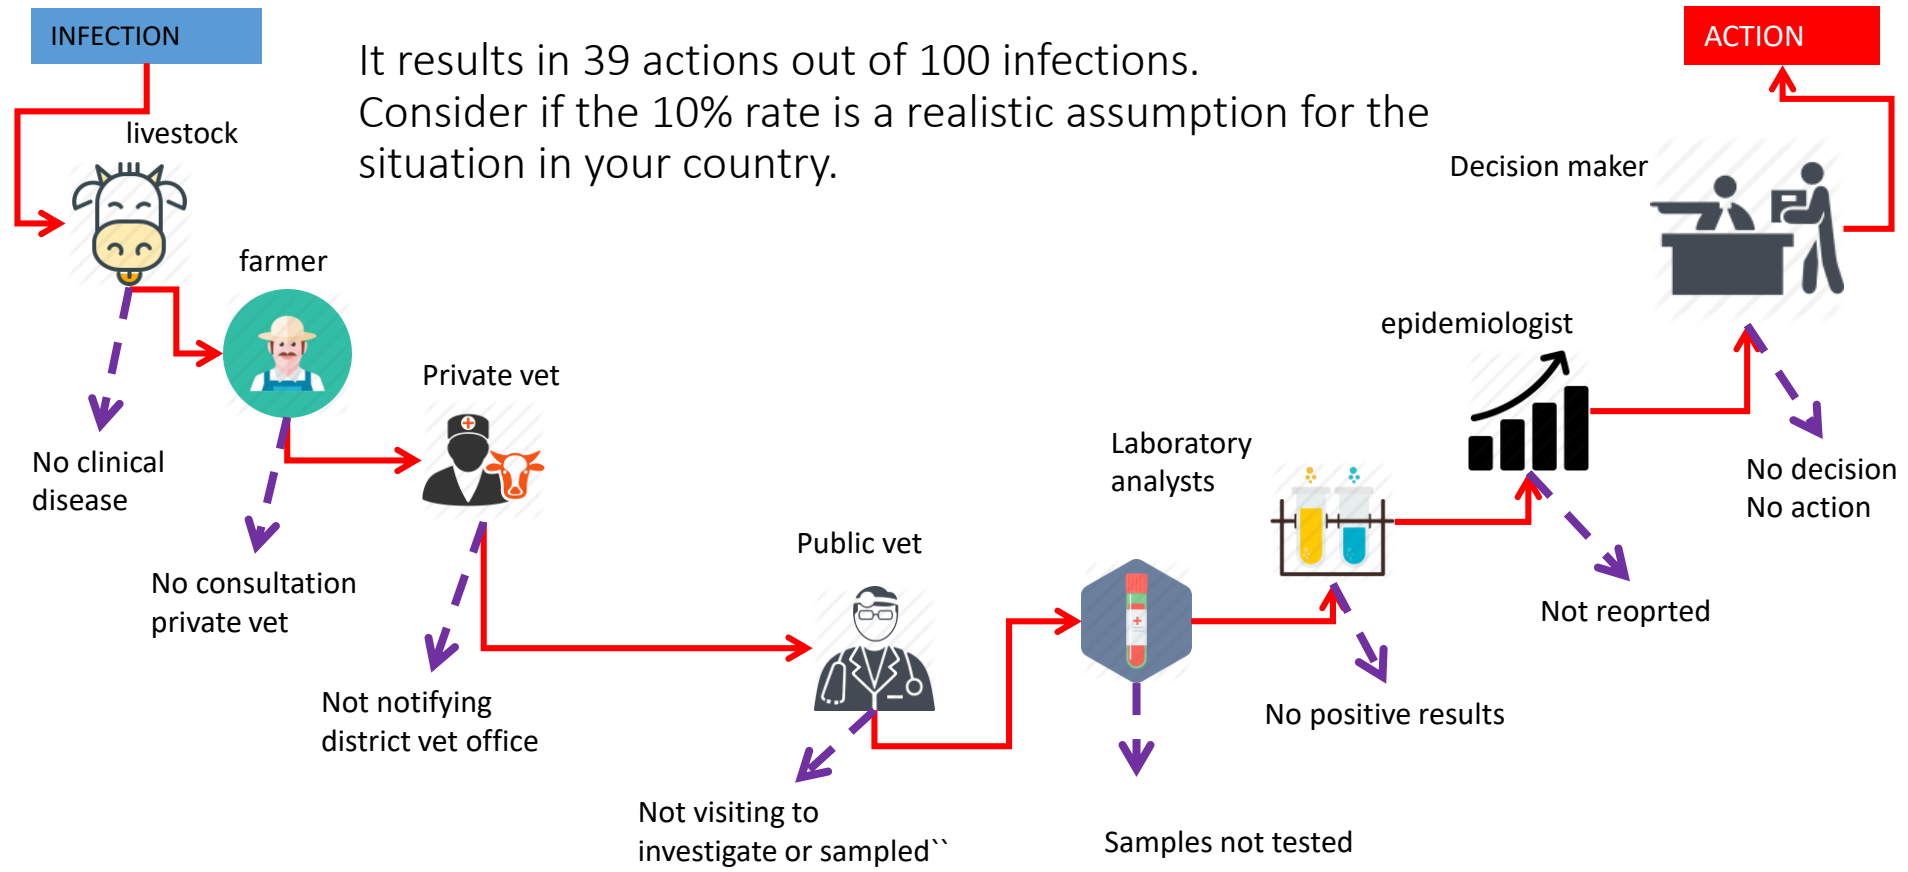 INFECTION
It results in 39 actions out of 100 infections.
Consider if the 10% rate is a realistic assumption for the
situation in your country.
ACTION
livestock
Decision maker
farmer
epidemiologist
Private vet
Laboratory
analysts
No clinical
disease
No decision
No action
Public vet
No consultation
private vet
Not reoprted
Not notifying
district vet office
No positive results
Not visiting to
investigate or sampled``
Samples not tested